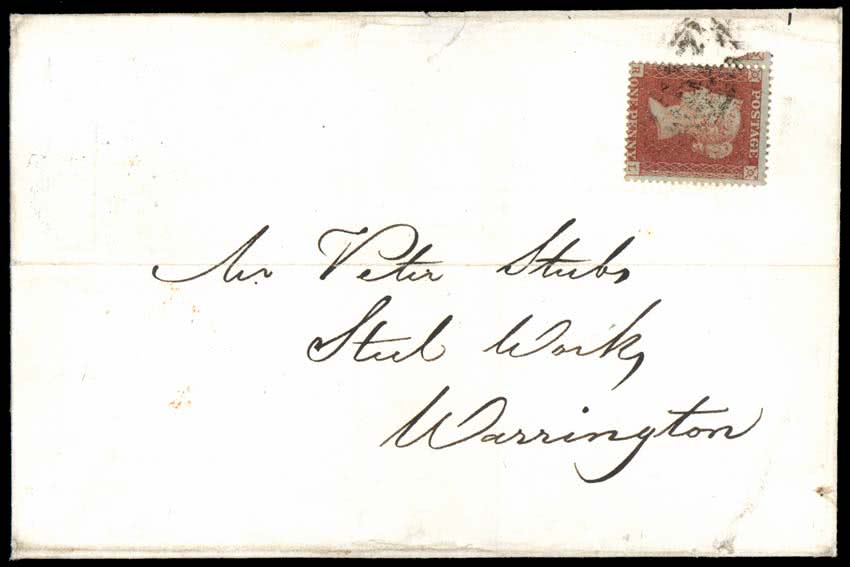 POSTAGE
ONE PENNY
R L
Mr Peter Stubs
Steel Works
Warrington